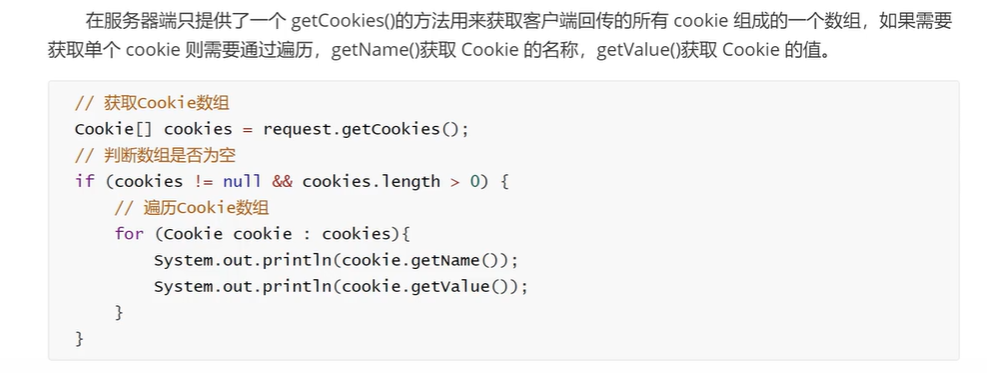 在服务器端只提供了一个 getCookies()的方法用来获取客户端回传的所有 cookie 组成的一个数组，如果需要
获取单个 cookie 则需要通过遍历，getName()获取 Cookie 的名称，getValue()获取 Cookie 的值。
// 获取Cookie数组
Cookie[] cookies = request.getCookies();
// 判断数组是否为空
if (cookies != null && cookies.length > 0) {
    // 遍历Cookie数组
    for (Cookie cookie : cookies){
        System.out.println(cookie.getName());
        System.out.println(cookie.getValue());
    }
}